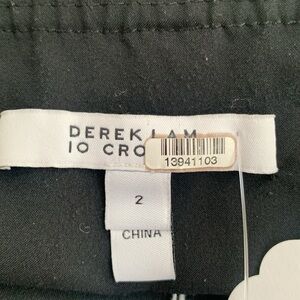 DEREK LAM
10 CRO
13941103
2
CHINA